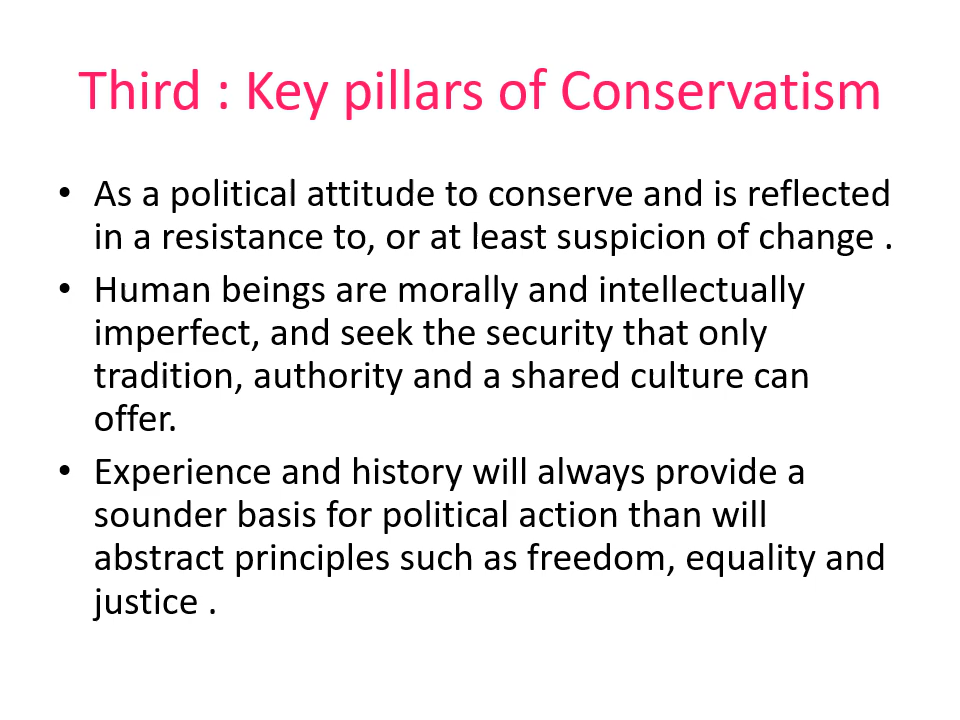 Third : Key pillars of Conservatism
• As a political attitude to conserve and is reflected
in a resistance to, or at least suspicion of change .
• Human beings are morally and intellectually
imperfect, and seek the security that only
tradition, authority and a shared culture can
offer.
• Experience and history will always provide a
sounder basis for political action than will
abstract principles such as freedom, equality and
justice .